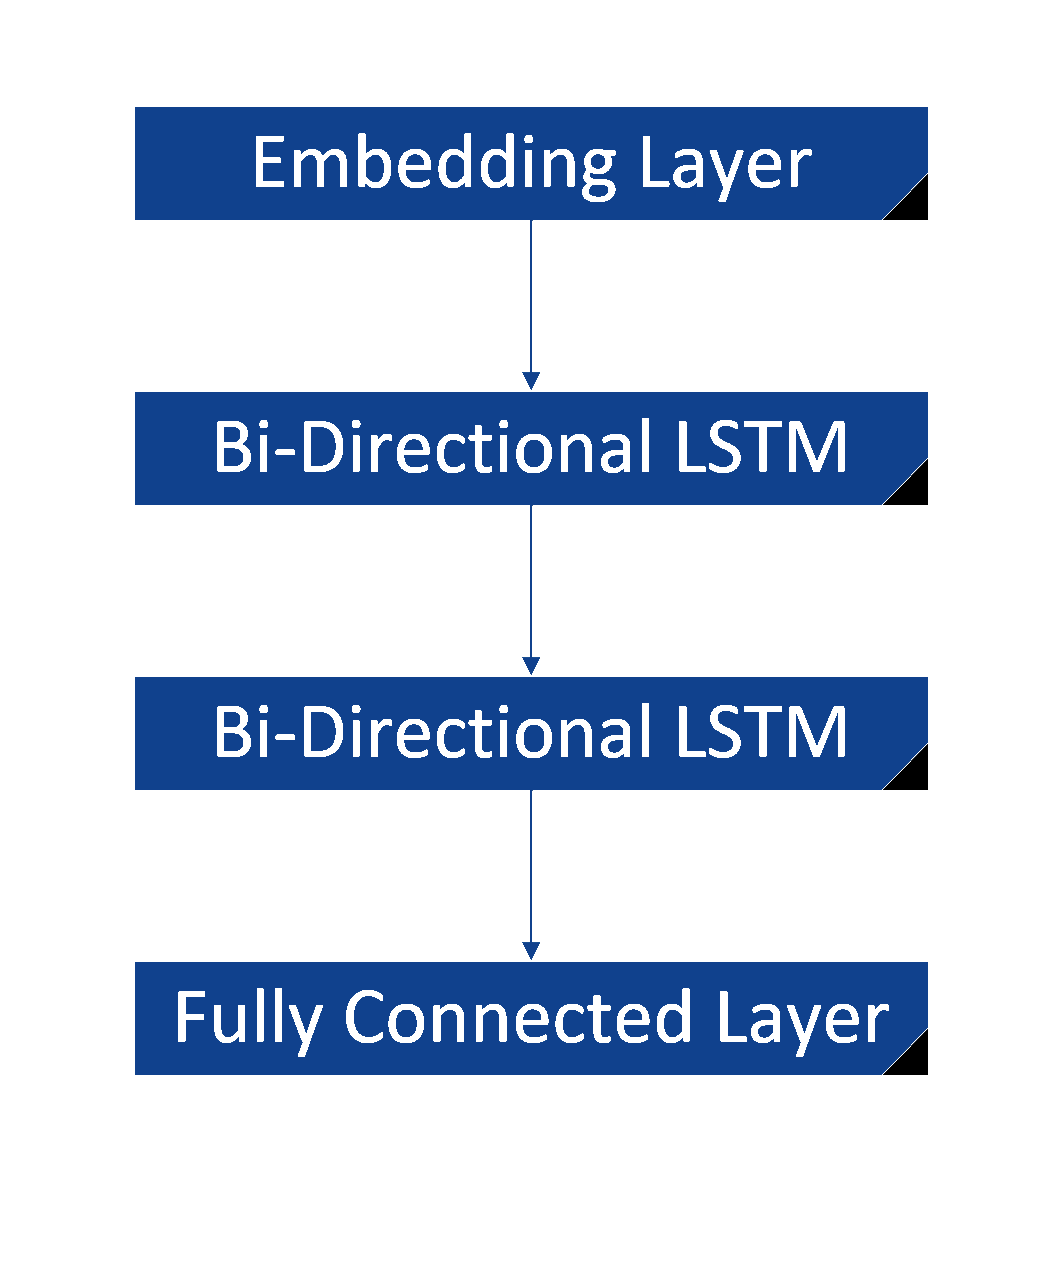 Embedding Layer
Bi-Directional LSTM
Bi-Directional LSTM
Fully Connected Layer